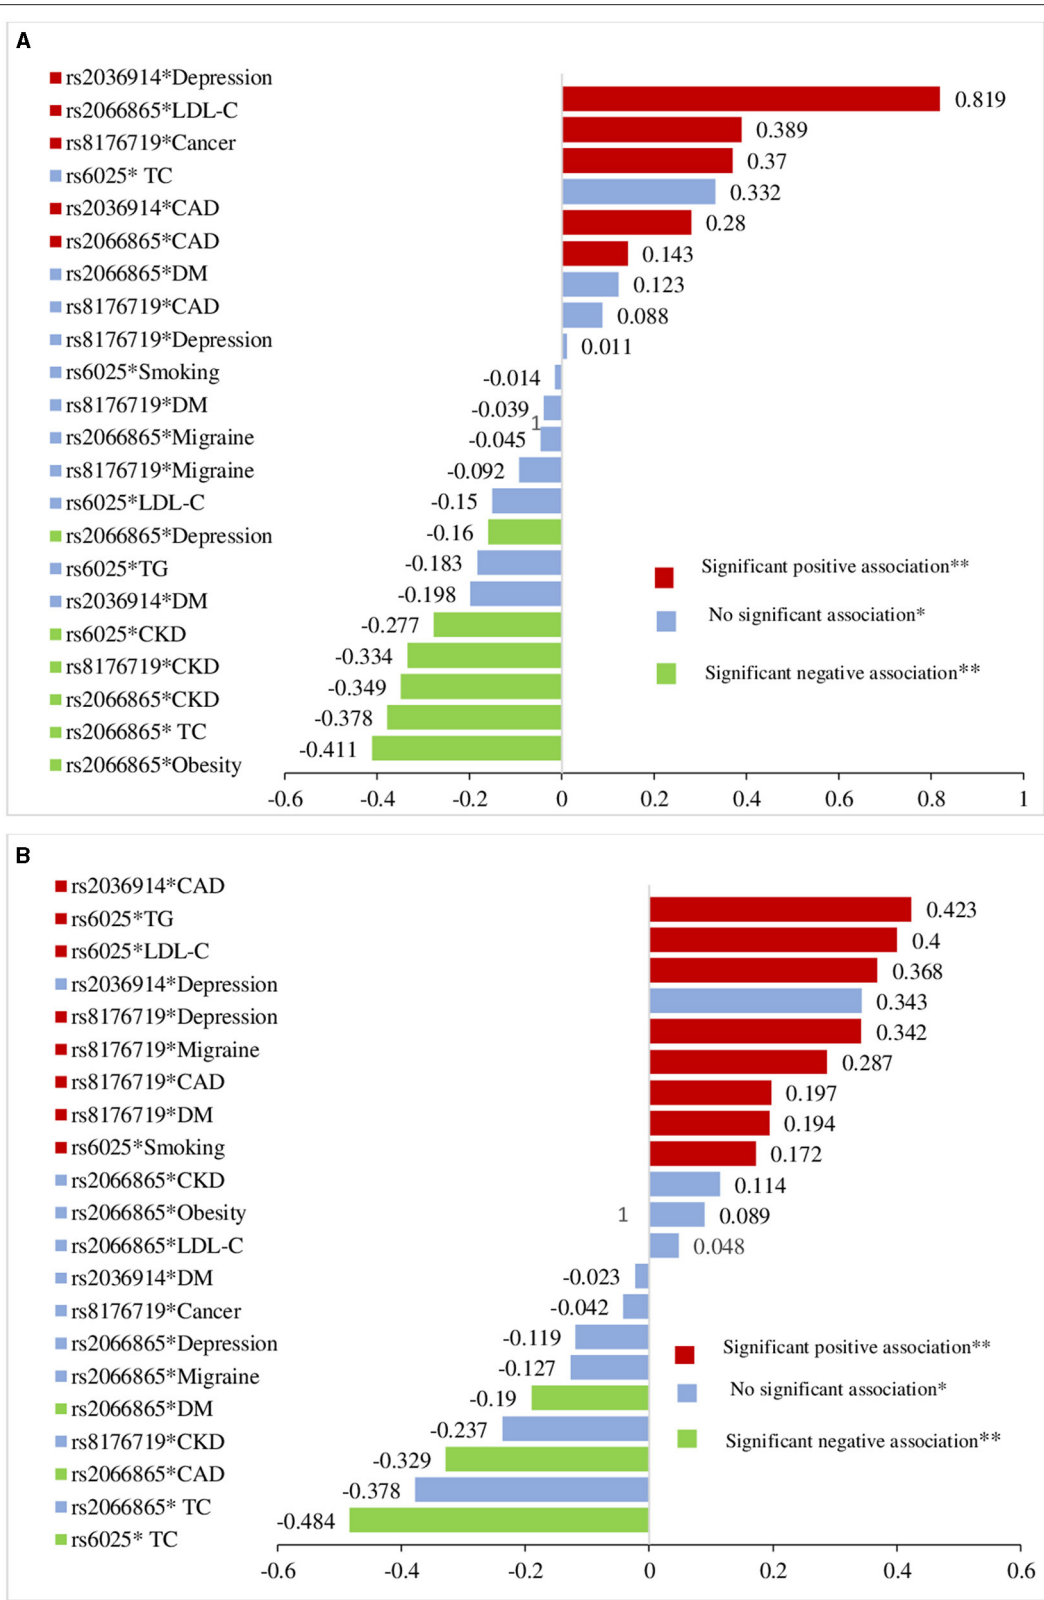 A
rs2036914*Depression
rs2066865*LDL-C
rs8176719*Cancer
rs6025* TC
rs2036914*CAD
rs2066865*CAD
rs2066865*DM
rs8176719*CAD
rs8176719*Depression
rs6025*Smoking
rs8176719*DM
rs2066865*Migraine
rs8176719*Migraine
rs6025*LDL-C
rs2066865*Depression
rs6025*TG
rs2036914*DM
rs6025*CKD
rs8176719*CKD
rs2066865*CKD
rs2066865* TC
rs2066865*Obesity
0.819
0.389
0.37
0.332
0.28
0.143
0.123
0.088
0.011
-0.014
-0.039
1
-0.045
-0.092
-0.15
-0.16
-0.183
-0.198
-0.277
-0.334
-0.349
-0.378
-0.411
Significant positive association**
No significant association*
Significant negative association**
-0.6 -0.4 -0.2 0 0.2 0.4 0.6 0.8 1
B
rs2036914*CAD
rs6025*TG
rs6025*LDL-C
rs2036914*Depression
rs8176719*Depression
rs8176719*Migraine
rs8176719*CAD
rs8176719*DM
rs6025*Smoking
rs2066865*CKD
rs2066865*Obesity
rs2066865*LDL-C
rs2036914*DM
rs8176719*Cancer
rs2066865*Depression
rs2066865*Migraine
rs2066865*DM
rs8176719*CKD
rs2066865*CAD
rs2066865* TC
rs6025* TC
0.423
0.4
0.368
0.343
0.342
0.287
0.197
0.194
0.172
0.114
1 0.089
0.048
-0.023
-0.042
-0.119
-0.127
-0.19
-0.237
-0.329
-0.378
-0.484
Significant positive association**
No significant association*
Significant negative association**
-0.6 -0.4 -0.2 0 0.2 0.4 0.6